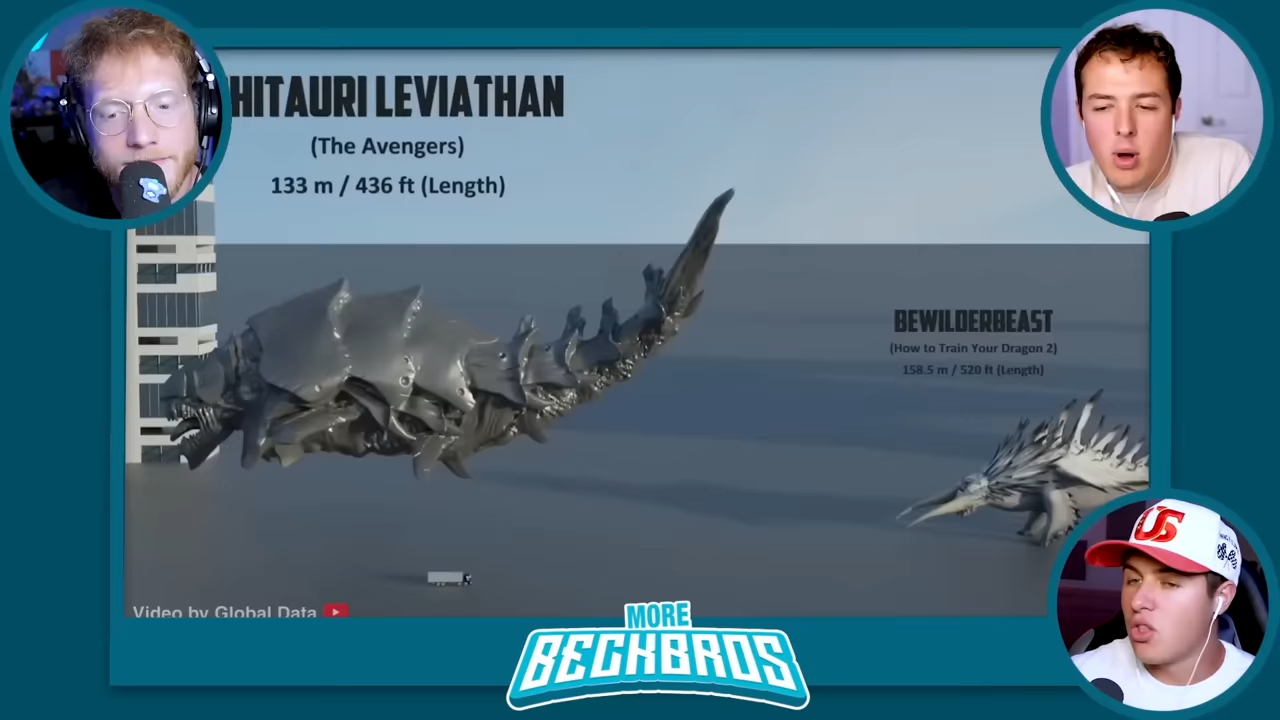 HITAURI LEVIATHAN
(The Avengers)
133 m / 436 ft (Length)
BEWILDERBEAST
(How to Train Your Dragon 2)
158.5 m / 520 ft (Length)
US
Video by Global Data
MORE
BECKBROS